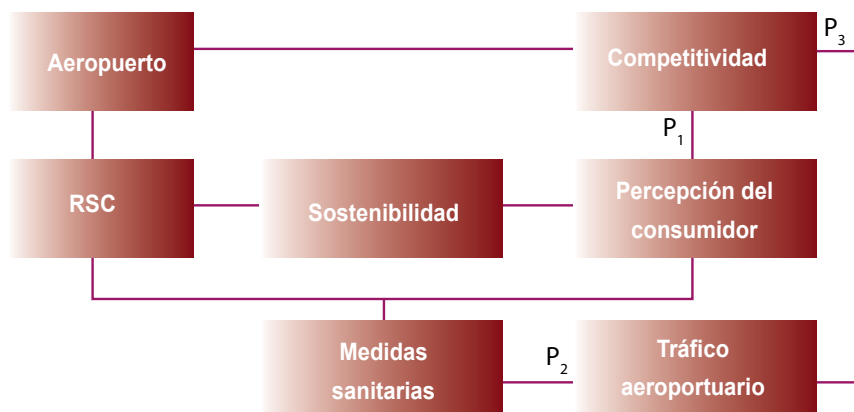 Aeropuerto
Competitividad
P3
P1
RSC
Sostenibilidad
Percepción del
consumidor
Medidas
sanitarias
P2
Tráfico
aeroportuario